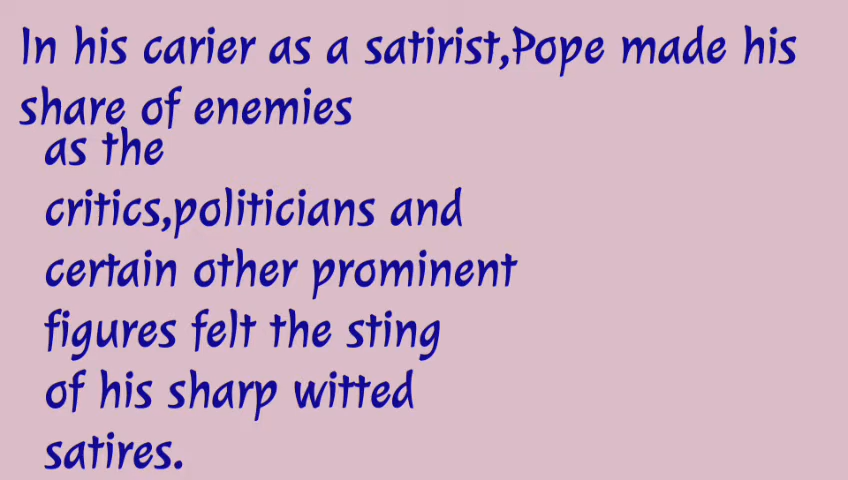 In his carier as a satirist,Pope made his
share of enemies
as the
critics,politicians and
certain other prominent
figures felt the sting
of his sharp witted
satires.